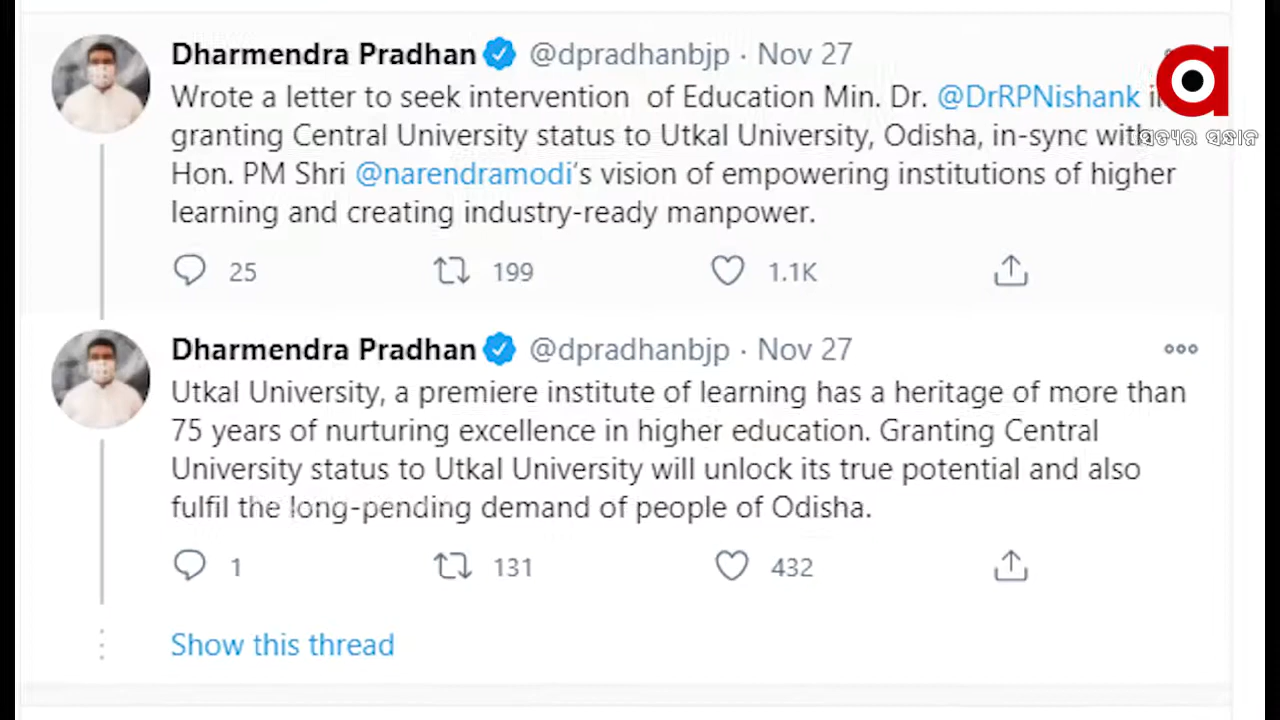 Dharmendra Pradhan @dpradhanbjp · Nov 27
Wrote a letter to seek intervention of Education Min. Dr. @DrRPNishank in
granting Central University status to Utkal University, Odisha, in-sync with
Hon. PM Shri @narendramodi's vision of empowering institutions of higher
learning and creating industry-ready manpower.
25 199 1.1K
Dharmendra Pradhan @dpradhanbjp · Nov 27
Utkal University, a premiere institute of learning has a heritage of more than
75 years of nurturing excellence in higher education. Granting Central
University status to Utkal University will unlock its true potential and also
fulfil the long-pending demand of people of Odisha.
1 131 432
Show this thread